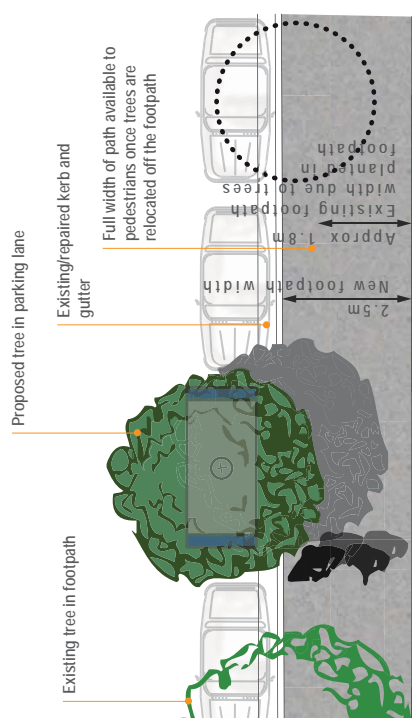 Proposed tree in parking lane
Existing/repaired kerb and
gutter
Full width of path available to
pedestrians once trees are
relocated off the footpath
Existing tree in footpath
Approx 1.8m
Existing footpath
width due to trees
planted in
footpath
2.5m
New footpath width